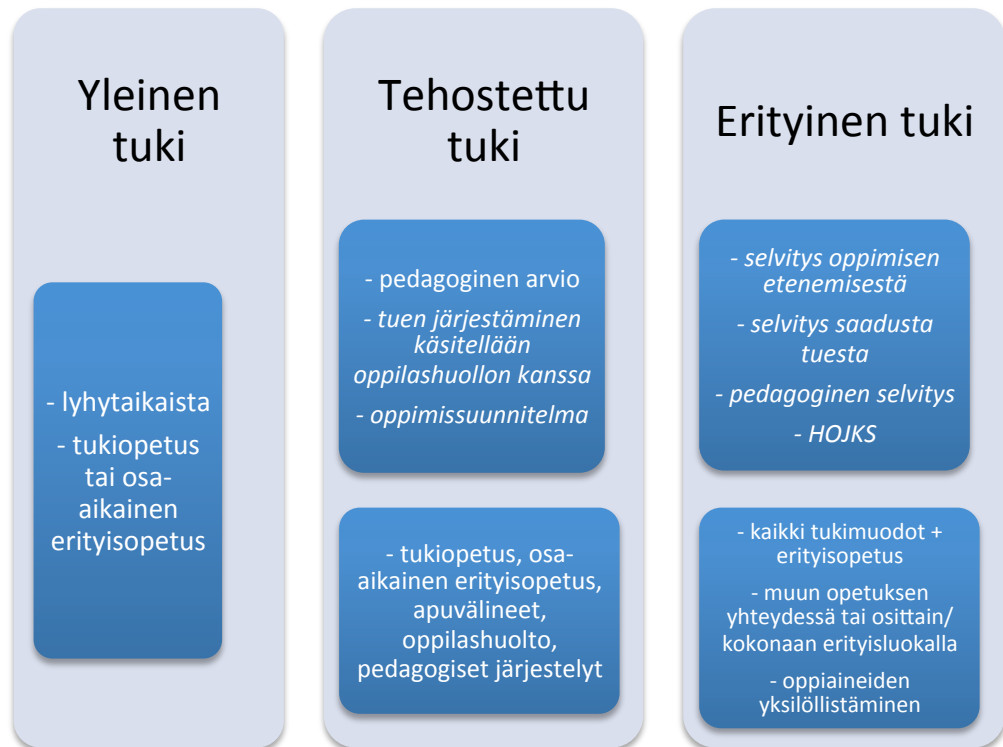 Yleinen
tuki
- lyhytaikaista
- tukiopetus
tai osa-
aikainen
erityisopetus
Tehostettu
tuki
- pedagoginen arvio
- tuen järjestäminen
käsitellään
oppilashuollon kanssa
- oppimissuunnitelma
- tukiopetus, osa-
aikainen erityisopetus,
apuvälineet,
oppilashuolto,
pedagogiset järjestelyt
Erityinen tuki
- selvitys oppimisen
etenemisestä
- selvitys saadusta
tuesta
- pedagoginen selvitys
- HOJKS
- kaikki tukimuodot +
erityisopetus
- muun opetuksen
yhteydessä tai osittain/
kokonaan erityisluokalla
- oppiaineiden
yksilöllistäminen